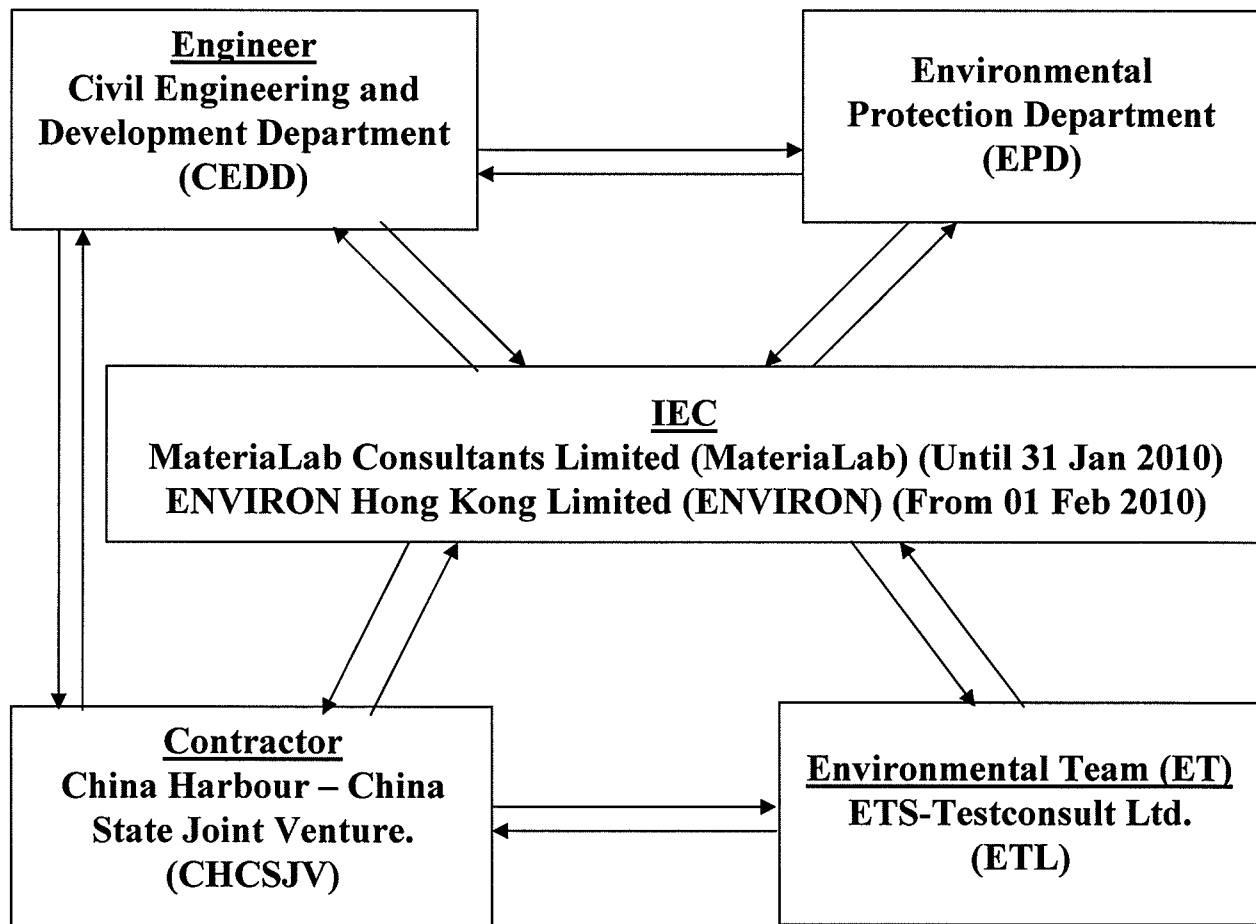 Engineer
Civil Engineering and
Development Department
(CEDD)
Environmental
Protection Department
(EPD)
IEC
MateriaLab Consultants Limited (MateriaLab) (Until 31 Jan 2010)
ENVIRON Hong Kong Limited (ENVIRON) (From 01 Feb 2010)
Contractor
China Harbour – China
State Joint Venture.
(CHCSJV)
Environmental Team (ET)
ETS-Testconsult Ltd.
(ETL)